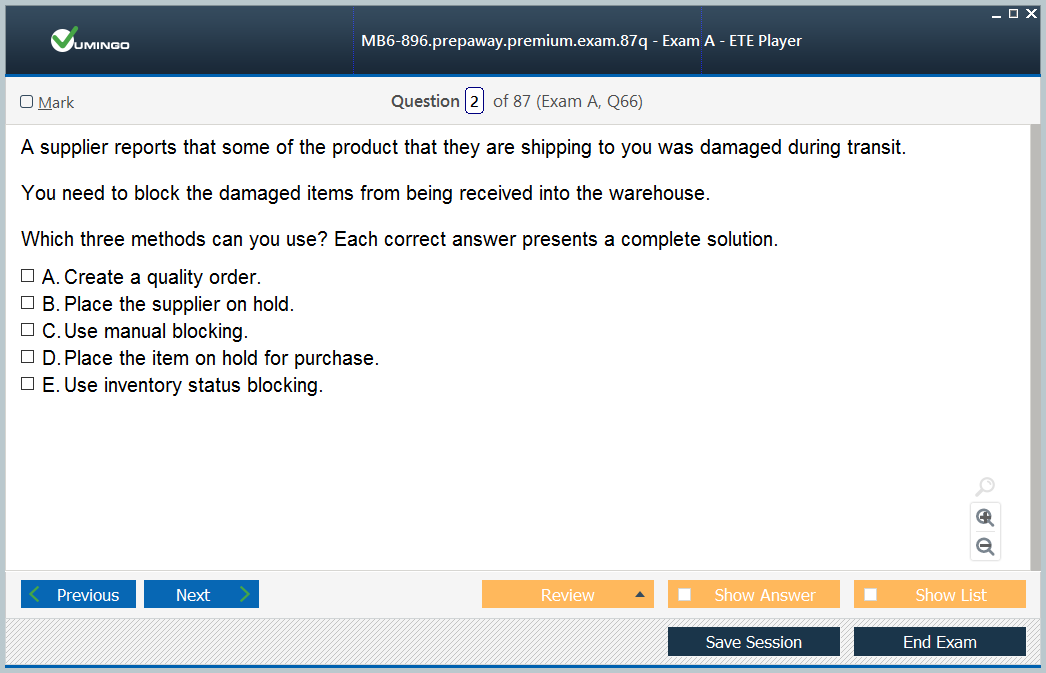 VUMINGO
MB6-896.prepaway.premium.exam.87q - Exam A - ETE Player
Mark
Question 2 of 87 (Exam A, Q66)
A supplier reports that some of the product that they are shipping to you was damaged during transit.
You need to block the damaged items from being received into the warehouse.
Which three methods can you use? Each correct answer presents a complete solution.
A. Create a quality order.
B. Place the supplier on hold.
C. Use manual blocking.
D. Place the item on hold for purchase.
E. Use inventory status blocking.
Previous Next Review Show Answer Show List
Save Session End Exam